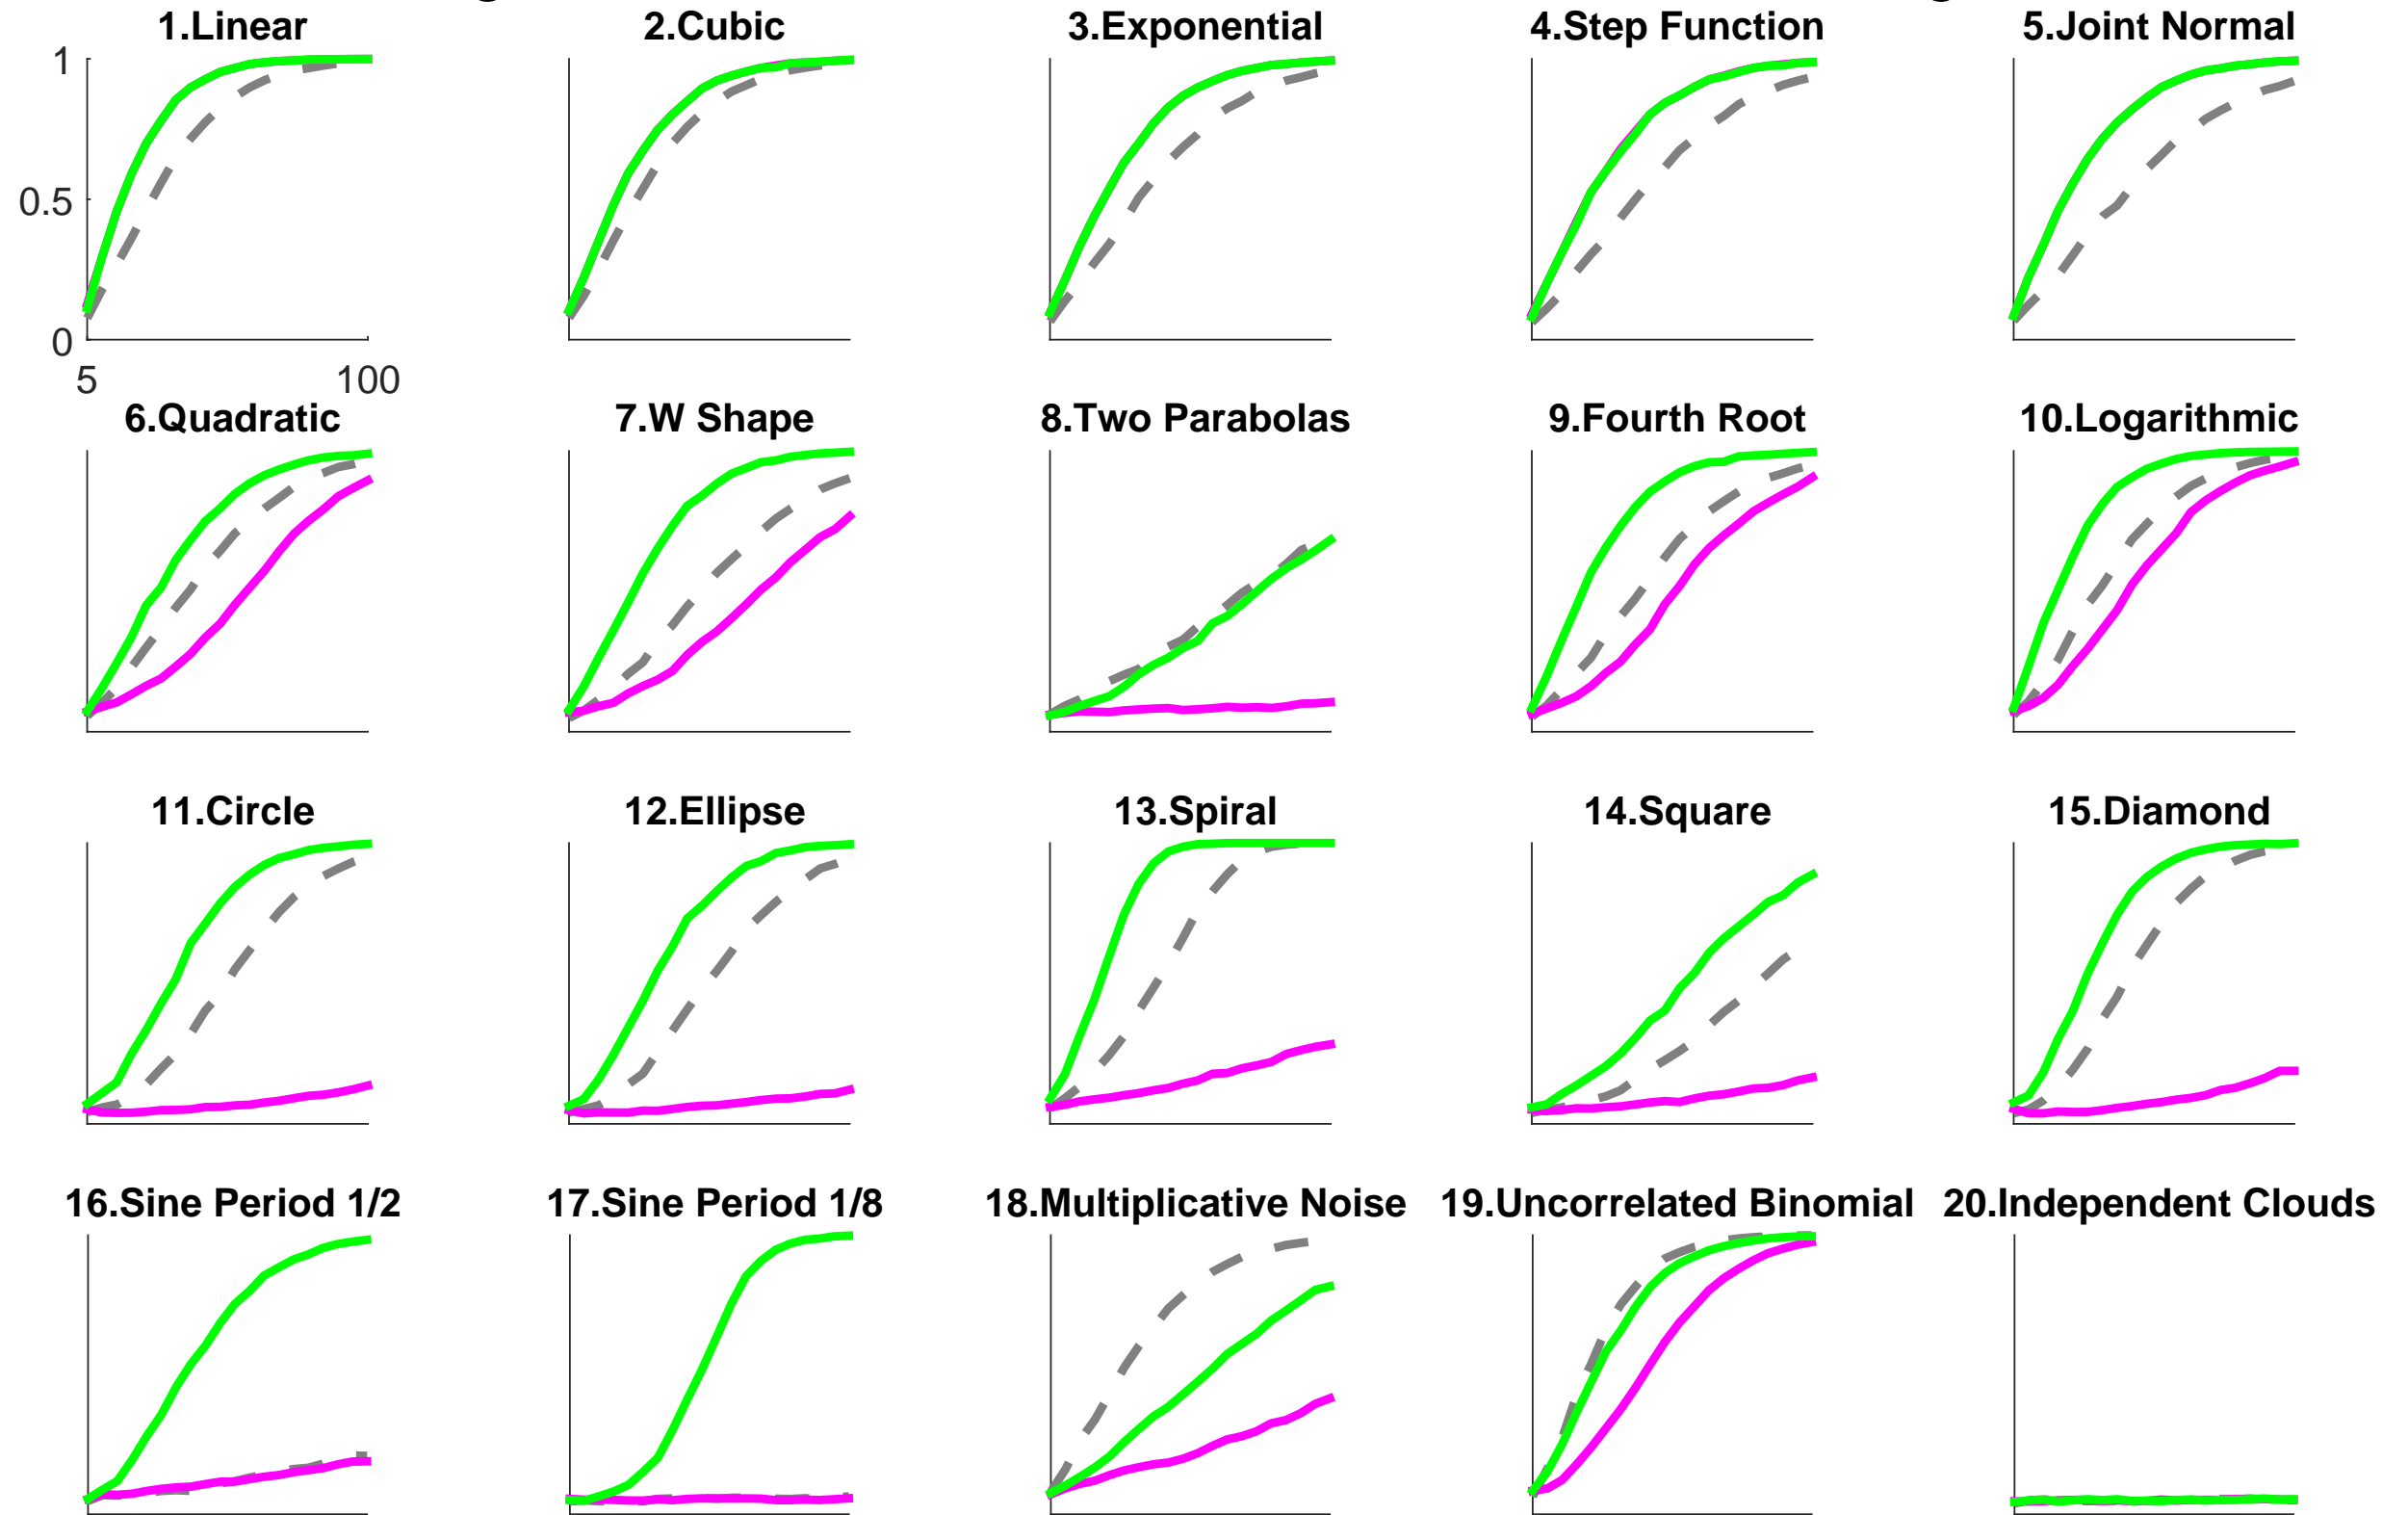 1.Linear
2.Cubic
3.Exponential
4.Step Function
5.Joint Normal
1
0.5
0
5
100
6.Quadratic
7.W Shape
8.Two Parabolas
9.Fourth Root
10.Logarithmic
11.Circle
12.Ellipse
13.Spiral
14.Square
15.Diamond
16.Sine Period 1/2
17.Sine Period 1/8
18.Multiplicative Noise
19.Uncorrelated Binomial
20.Independent Clouds